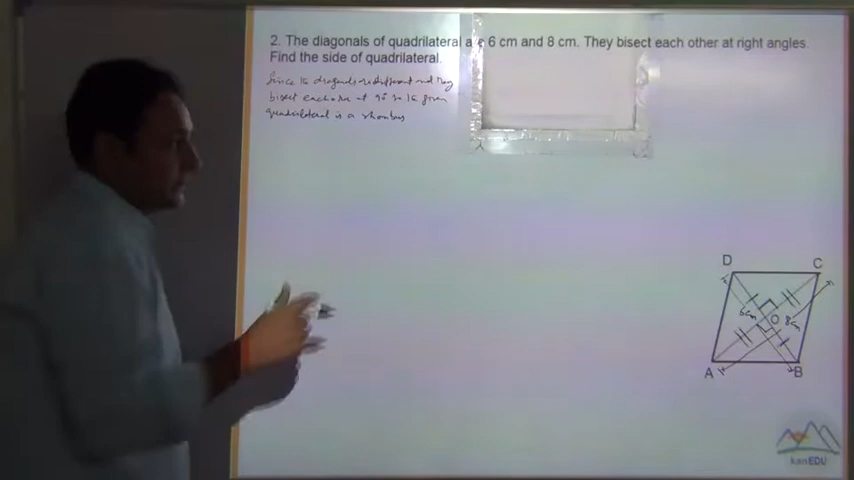 2. The diagonals of quadrilateral are 6 cm and 8 cm. They bisect each other at right angles.
Find the side of quadrilateral.
Since the diagonals are different and they
bisect each other at 90° so the given
quadrilateral is a rhombus
D
C
6cm
O
8cm
A
B
kanEDU